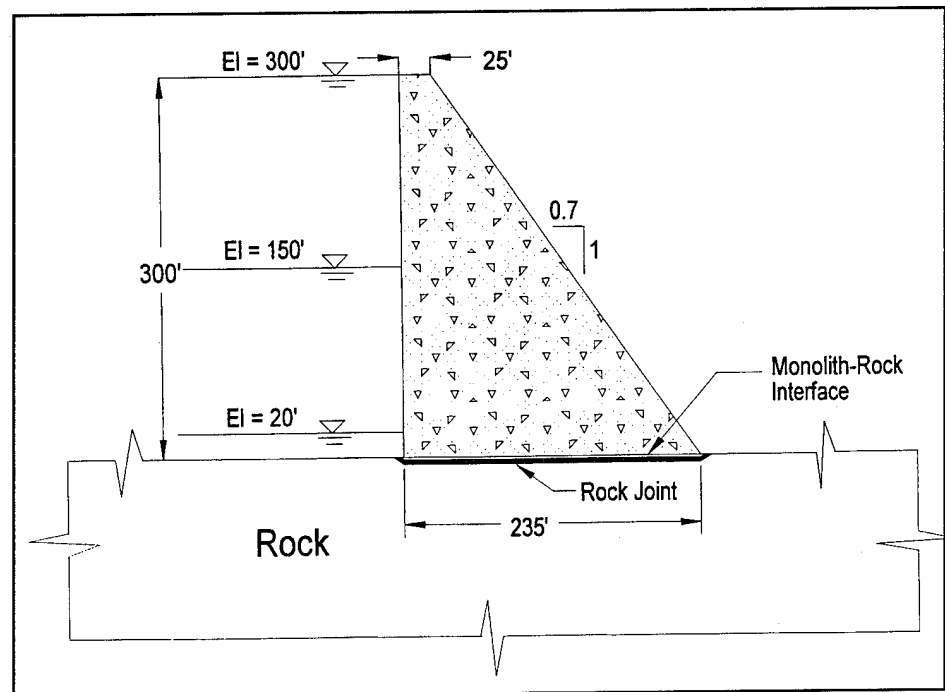 El = 300'
25'
0.7
1
El = 150'
300'
Monolith-Rock
Interface
El = 20'
Rock Joint
235'
Rock